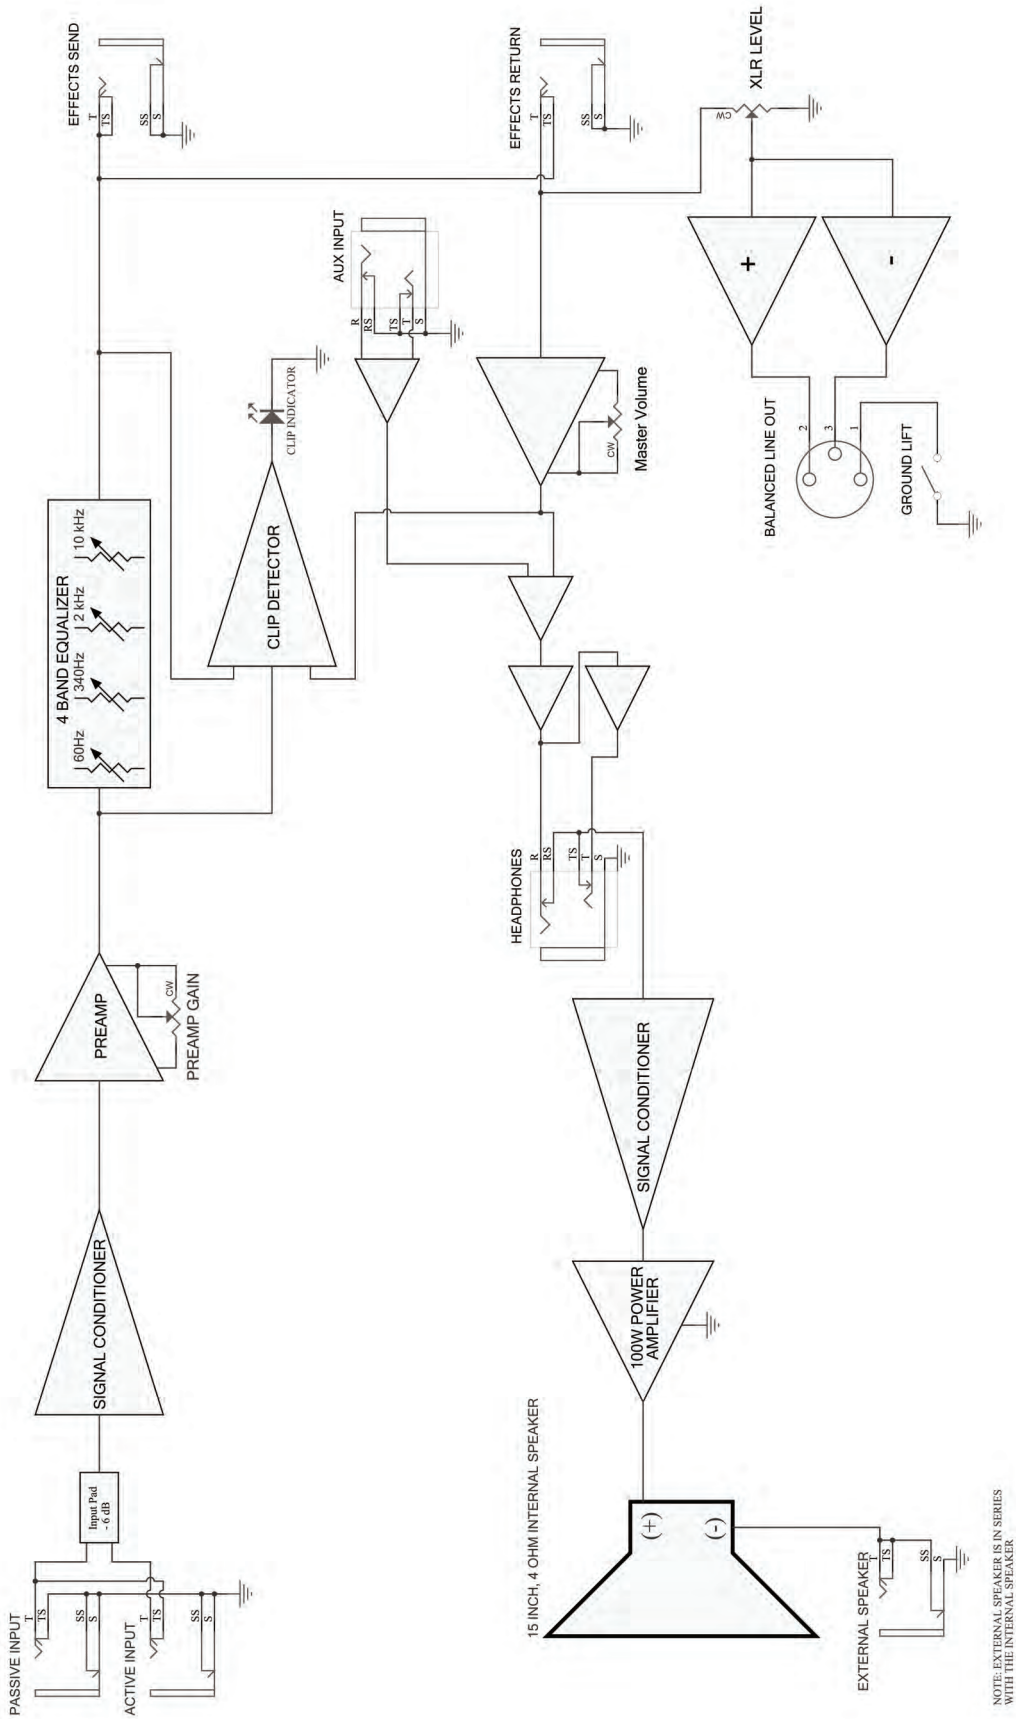 PASSIVE INPUT
T
TS
SS
S
ACTIVE INPUT
T
TS
SS
S
Input Pad
- 6 dB
SIGNAL CONDITIONER
PREAMP
CW
PREAMP GAIN
4 BAND EQUALIZER
60Hz
340Hz
2 kHz
10 kHz
CLIP DETECTOR
CLIP INDICATOR
EFFECTS SEND
T
TS
SS
S
AUX INPUT
R
RS
TS
T
S
EFFECTS RETURN
T
TS
SS
S
CW
Master Volume
CW
XLR LEVEL
+
-
BALANCED LINE OUT
2
3
1
GROUND LIFT
HEADPHONES
R
RS
TS
T
S
SIGNAL CONDITIONER
100W POWER
AMPLIFIER
15 INCH, 4 OHM INTERNAL SPEAKER
(+)
(-)
EXTERNAL SPEAKER
T
TS
SS
S
NOTE: EXTERNAL SPEAKER IS IN SERIES
WITH THE INTERNAL SPEAKER